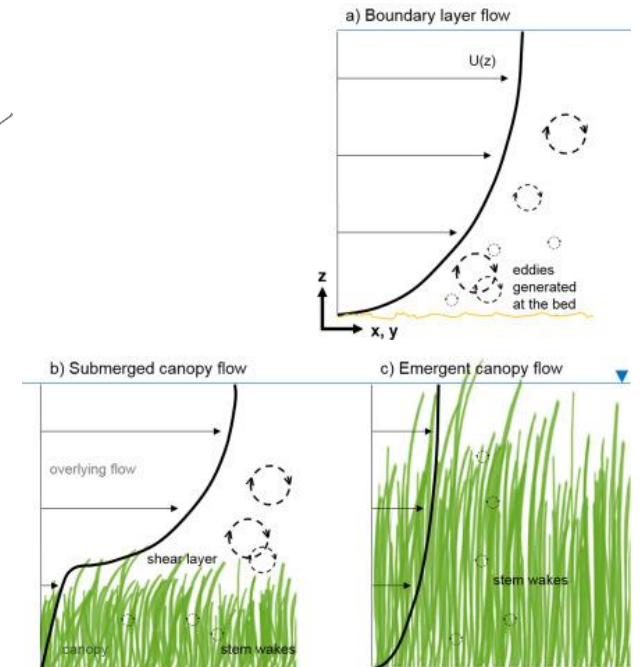 a) Boundary layer flow
U(z)
eddies
generated
at the bed
z
x, y
b) Submerged canopy flow
overlying flow
shear layer
canopy
stem wakes
c) Emergent canopy flow
stem wakes